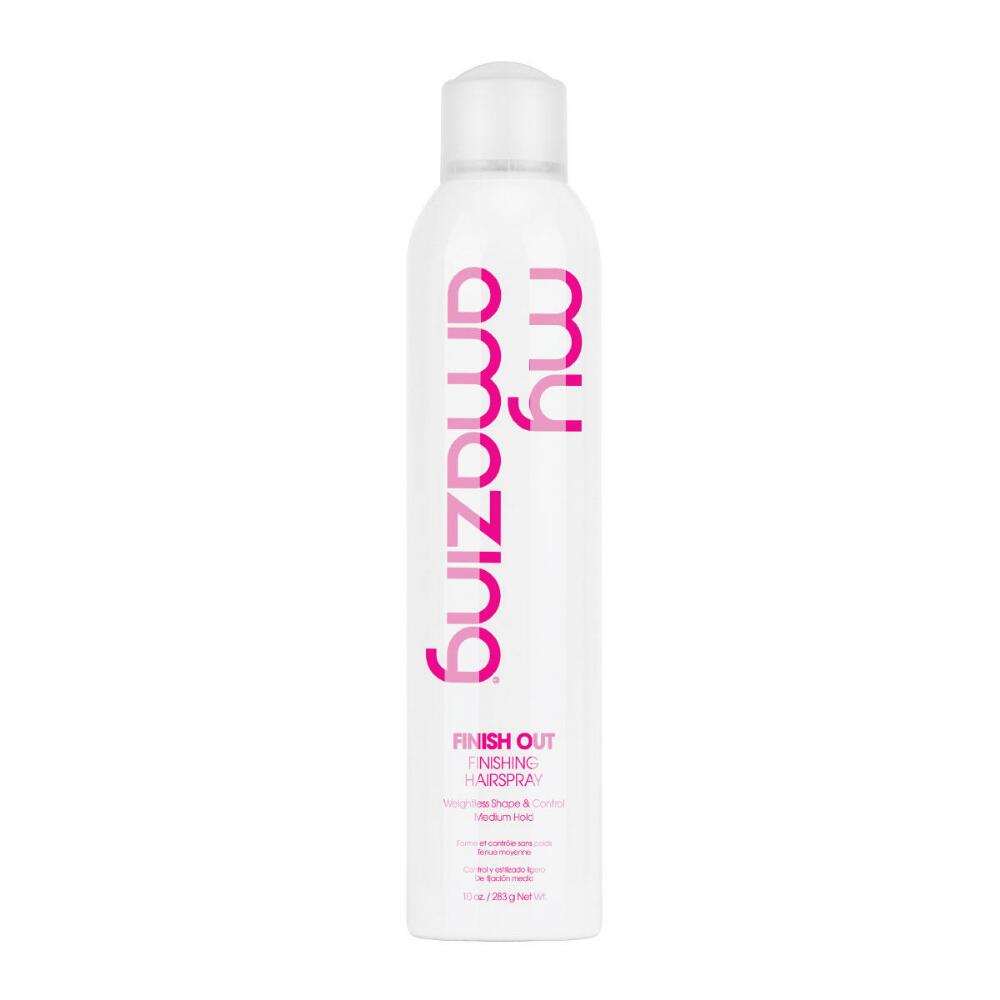 my
amazing®
FINISH OUT
FINISHING
HAIRSPRAY
Weightless Shape & Control
Medium Hold
Forme et contrôle sans poids
Tenue moyenne
Control y estilizado ligero
De fijación media
10 oz. / 283 g Net Wt.